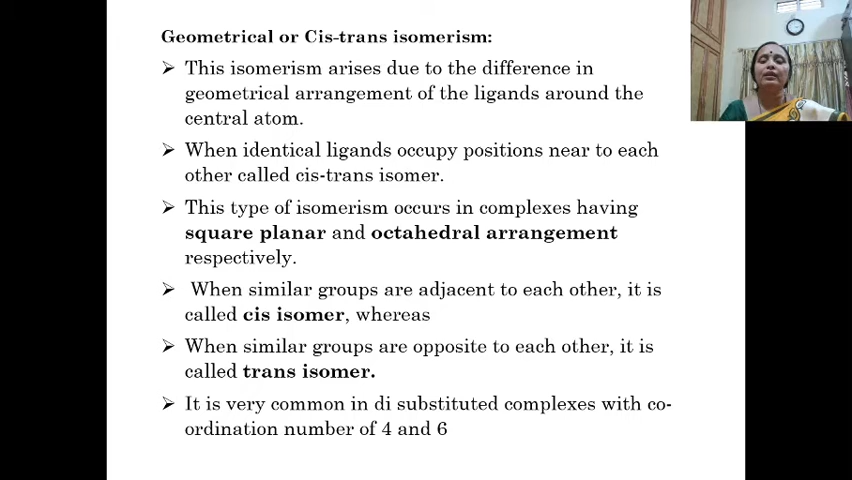 Geometrical or Cis-trans isomerism:
➢ This isomerism arises due to the difference in
geometrical arrangement of the ligands around the
central atom.
➢ When identical ligands occupy positions near to each
other called cis-trans isomer.
➢ This type of isomerism occurs in complexes having
square planar and octahedral arrangement
respectively.
➢ When similar groups are adjacent to each other, it is
called cis isomer, whereas
➢ When similar groups are opposite to each other, it is
called trans isomer.
➢ It is very common in di substituted complexes with co-
ordination number of 4 and 6